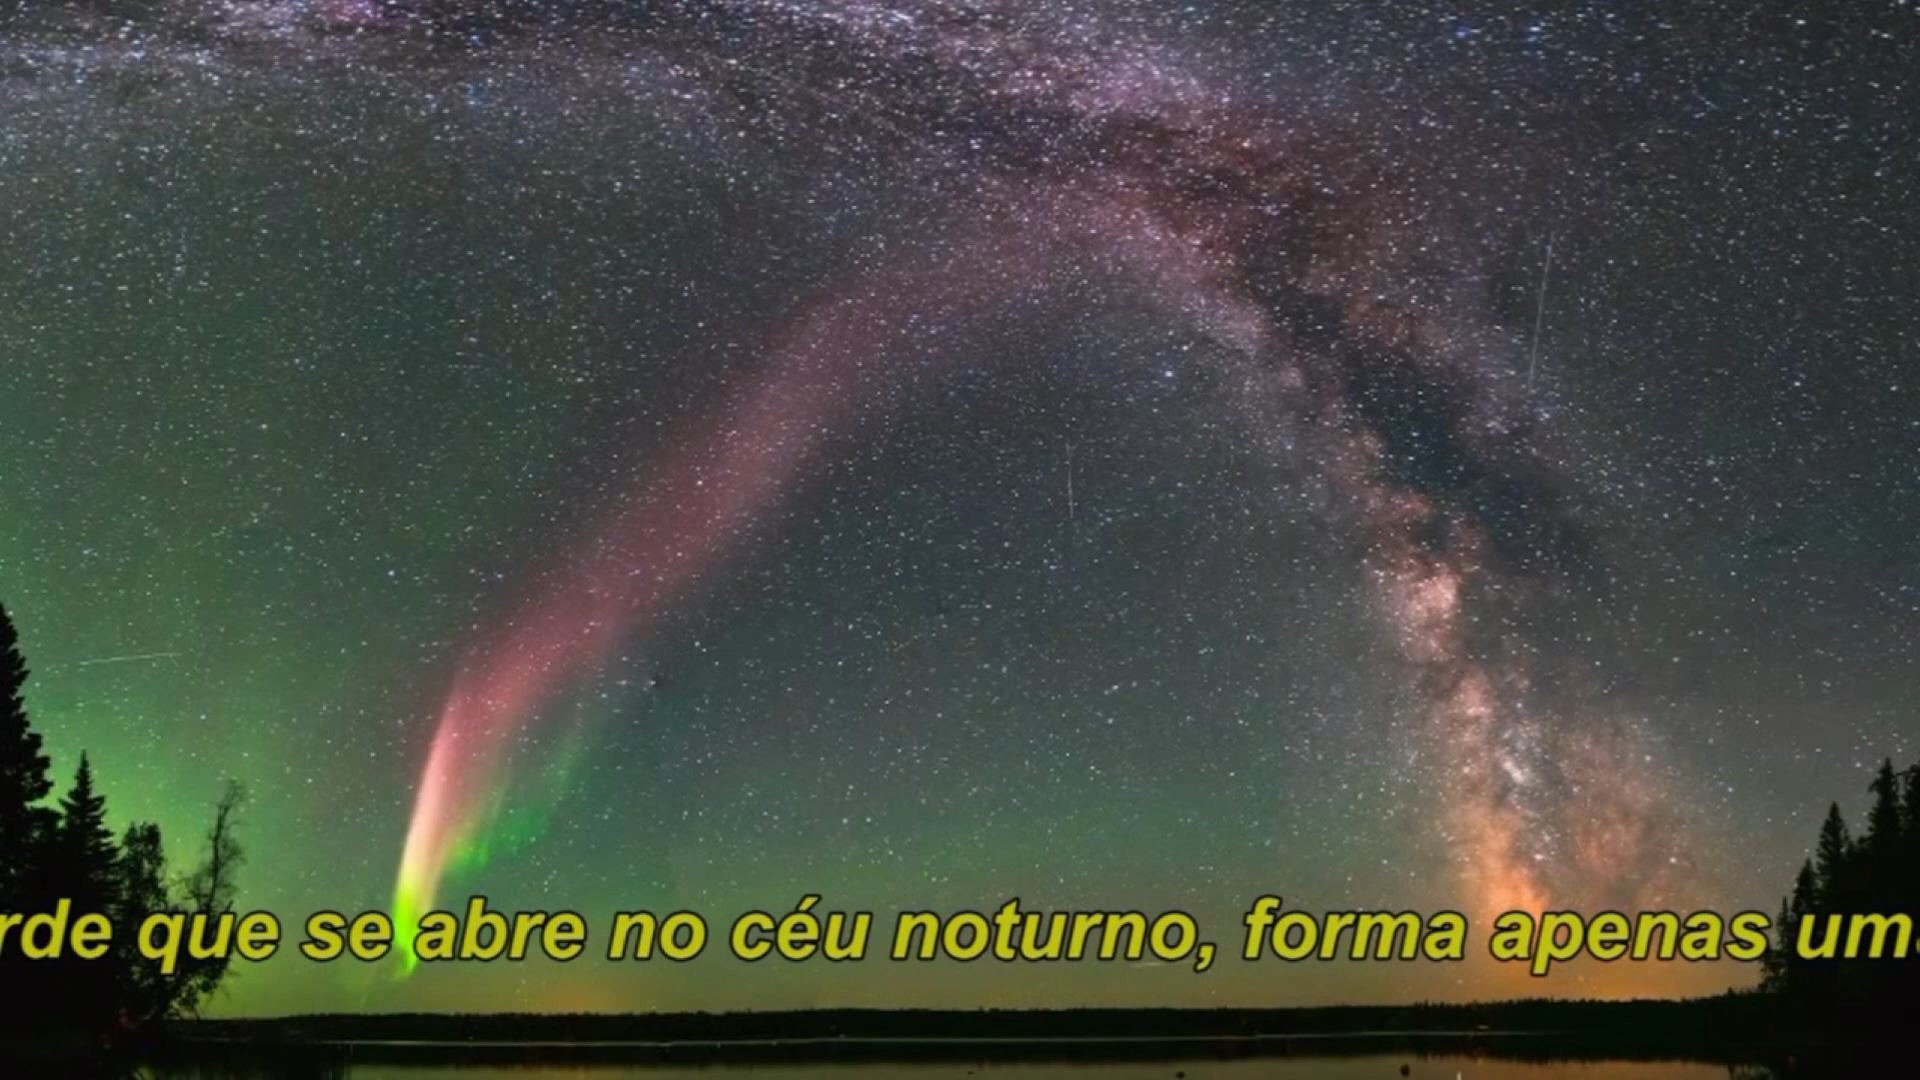 rde que se abre no céu noturno, forma apenas uma